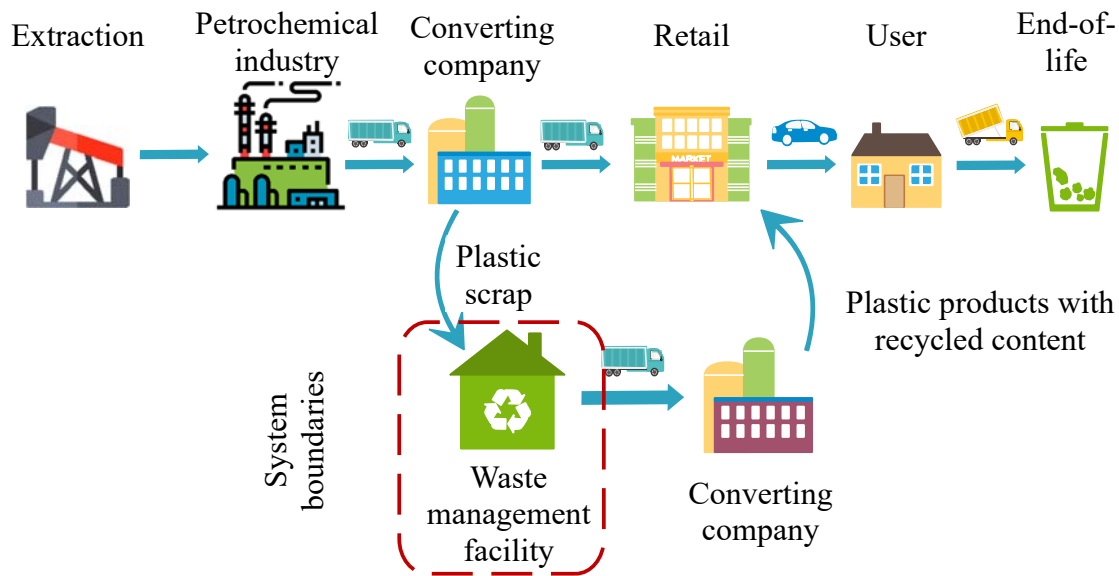 Extraction
Petrochemical
industry
Converting
company
Retail
User
End-of-
life
MARKET
Plastic
scrap
Plastic products with
recycled content
System
boundaries
Waste
management
facility
Converting
company